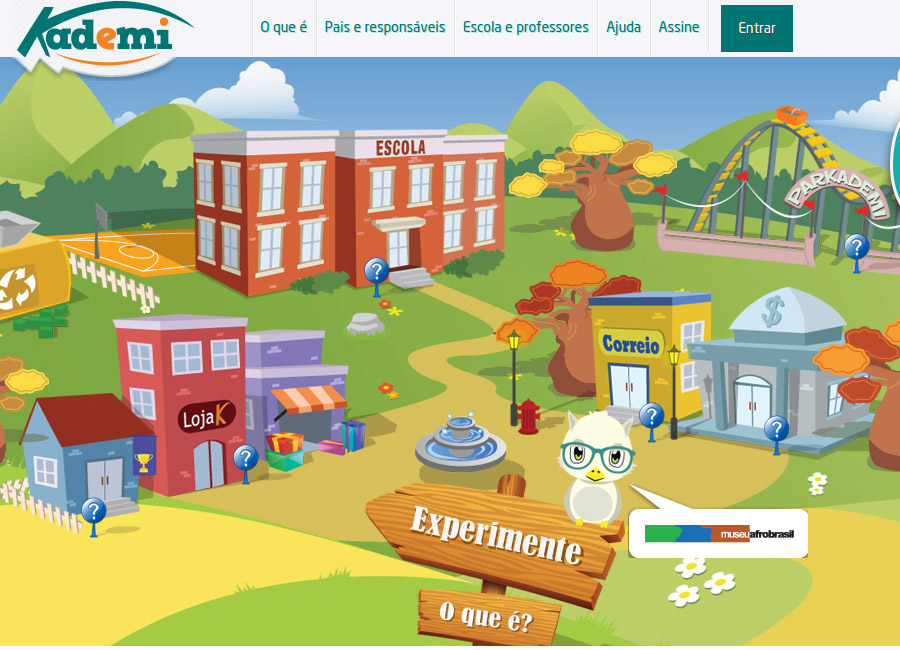 Kademi
O que é
Pais e responsáveis
Escola e professores
Ajuda
Assine
Entrar
ESCOLA
PARKADEMI
Correio
$
LojaK
?
?
?
?
?
?
Experimente
museuafrobrasil
O que é?